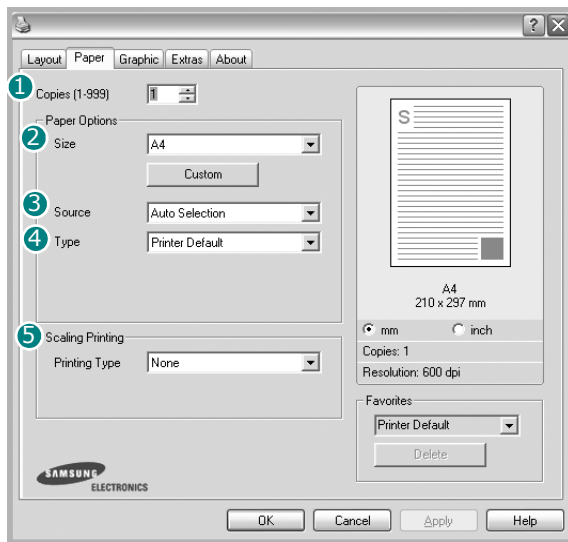 Layout Paper Graphic Extras About
1 Copies (1-999) 1
Paper Options
2 Size A4
Custom
3 Source Auto Selection
4 Type Printer Default
5 Scaling Printing
Printing Type None
S
A4
210 x 297 mm
mm inch
Copies: 1
Resolution: 600 dpi
Favorites
Printer Default
Delete
SAMSUNG
ELECTRONICS
OK Cancel Apply Help